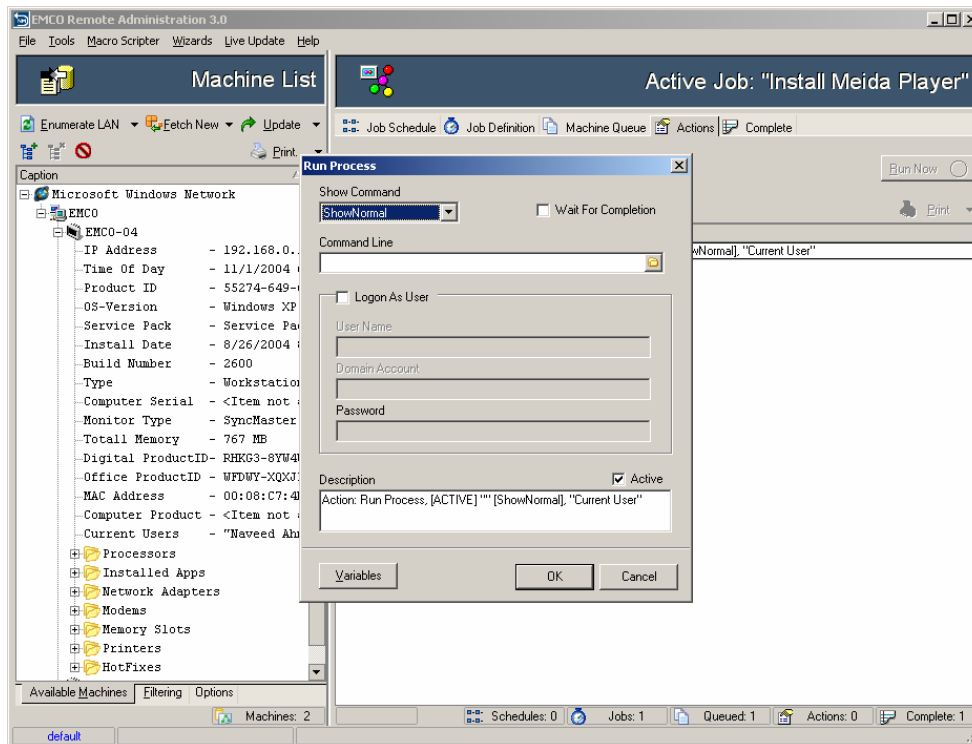 EMCO Remote Administration 3.0
File Tools Macro Scripter Wizards Live Update Help
Machine List
Active Job: "Install Meida Player"
Enumerate LAN Fetch New Update
Job Schedule Job Definition Machine Queue Actions Complete
Print
Run Now
Print
Caption
Microsoft Windows Network
EMCO
EMCO-04
IP Address - 192.168.0.
Time Of Day - 11/1/2004
Product ID - 55274-649-
OS-Version - Windows XP
Service Pack - Service Pa
Install Date - 8/26/2004
Build Number - 2600
Type - Workstation
Computer Serial - <Item not
Monitor Type - SyncMaster
Totall Memory - 767 MB
Digital ProductID- RHKG3-8YW4
Office ProductID - WFDWY-XQXJ
MAC Address - 00:08:C7:4
Computer Product - <Item not
Current Users - "Naveed Ah
Processors
Installed Apps
Network Adapters
Modems
Memory Slots
Printers
HotFixes
Available Machines Filtering Options
Machines: 2
default
wNormal], "Current User"
Run Process
Show Command
ShowNormal
Wait For Completion
Command Line
Logon As User
User Name
Domain Account
Password
Description
Active
Action: Run Process, [ACTIVE] "" [ShowNormal], "Current User"
Variables
OK
Cancel
Schedules: 0 Jobs: 1 Queued: 1 Actions: 0 Complete: 1